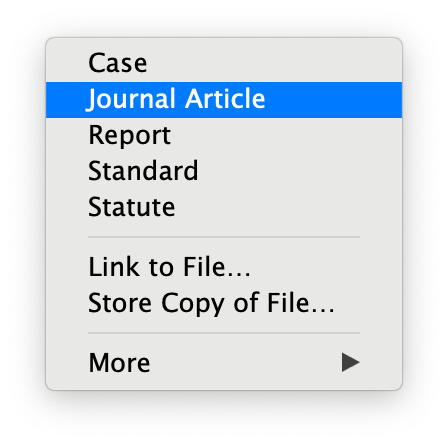 Case
Journal Article
Report
Standard
Statute
Link to File…
Store Copy of File…
More